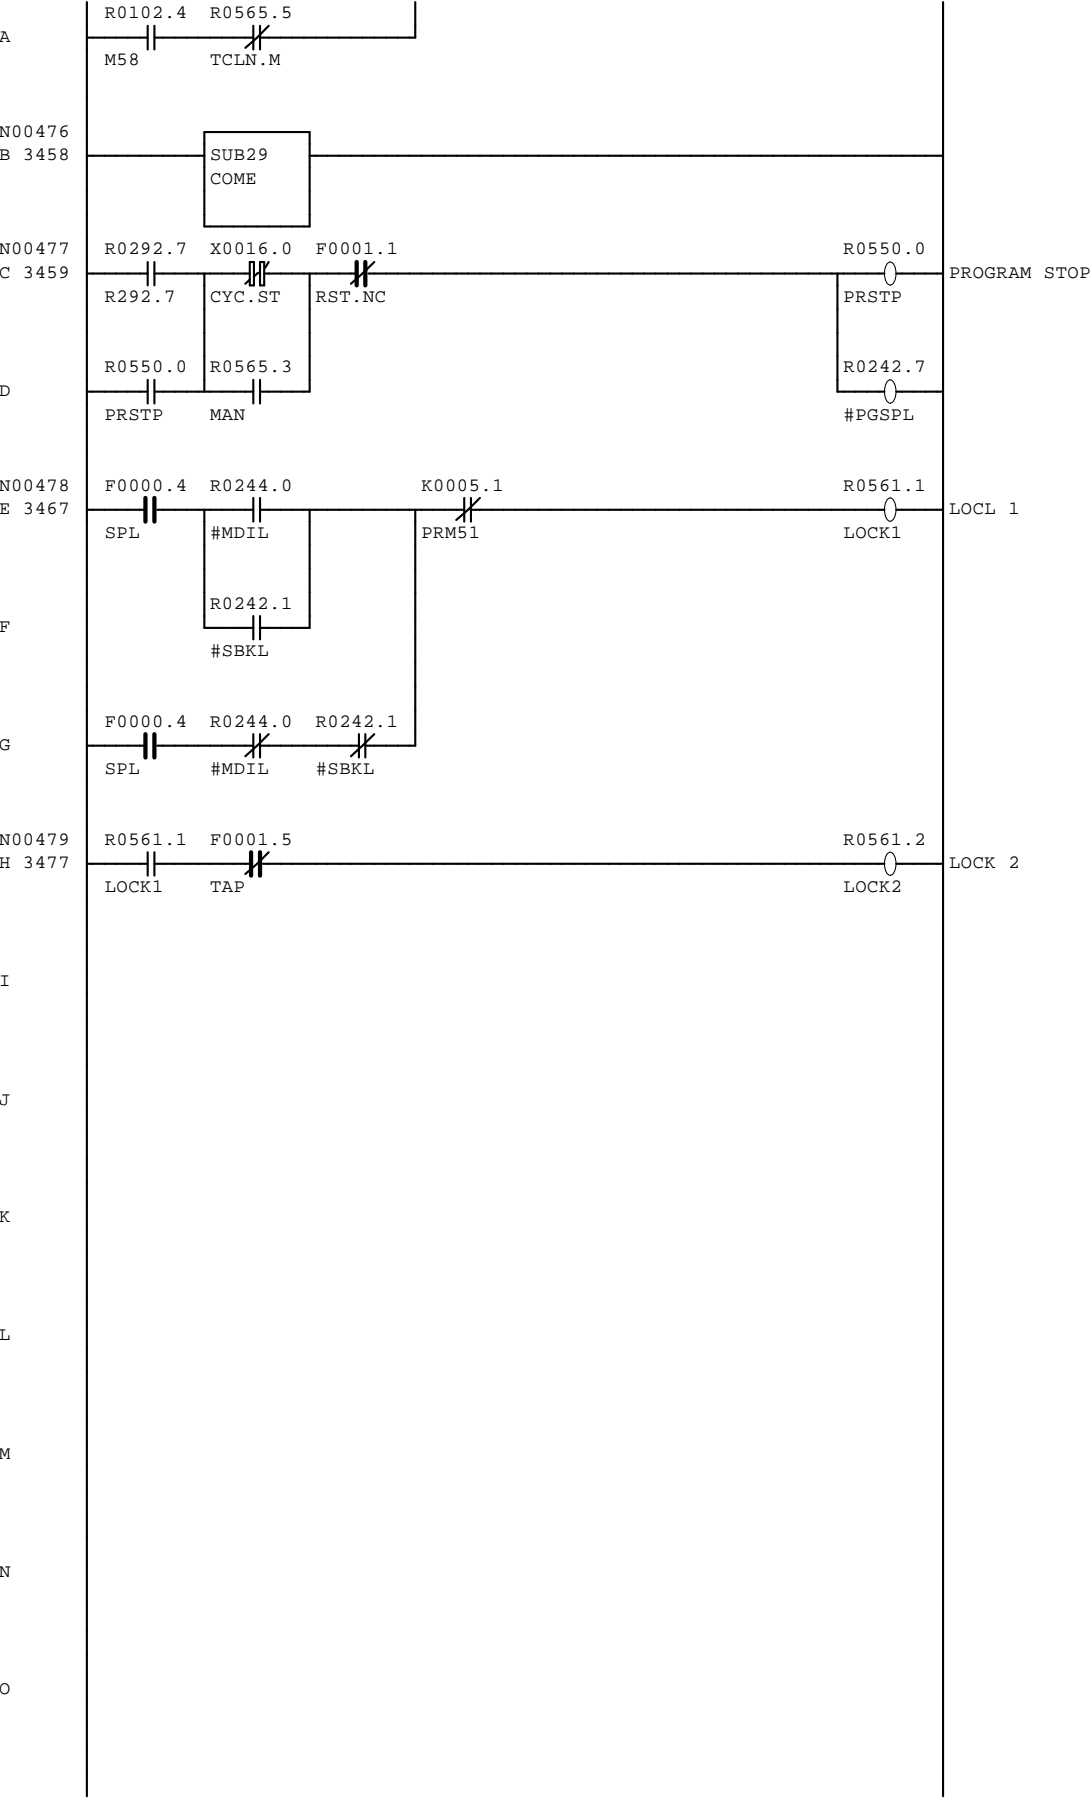 R0102.4 R0565.5
A
M58 TCLN.M
N00476
B 3458 SUB29
COME
N00477 R0292.7 X0016.0 F0001.1 R0550.0
C 3459 PROGRAM STOP
R292.7 CYC.ST RST.NC PRSTP
R0550.0 R0565.3 R0242.7
D
PRSTP MAN #PGSPL
N00478 F0000.4 R0244.0 K0005.1 R0561.1
E 3467 LOCL 1
SPL #MDIL PRM51 LOCK1
R0242.1
F
#SBKL
F0000.4 R0244.0 R0242.1
G
SPL #MDIL #SBKL
N00479 R0561.1 F0001.5 R0561.2
H 3477 LOCK 2
LOCK1 TAP LOCK2
I
J
K
L
M
N
O